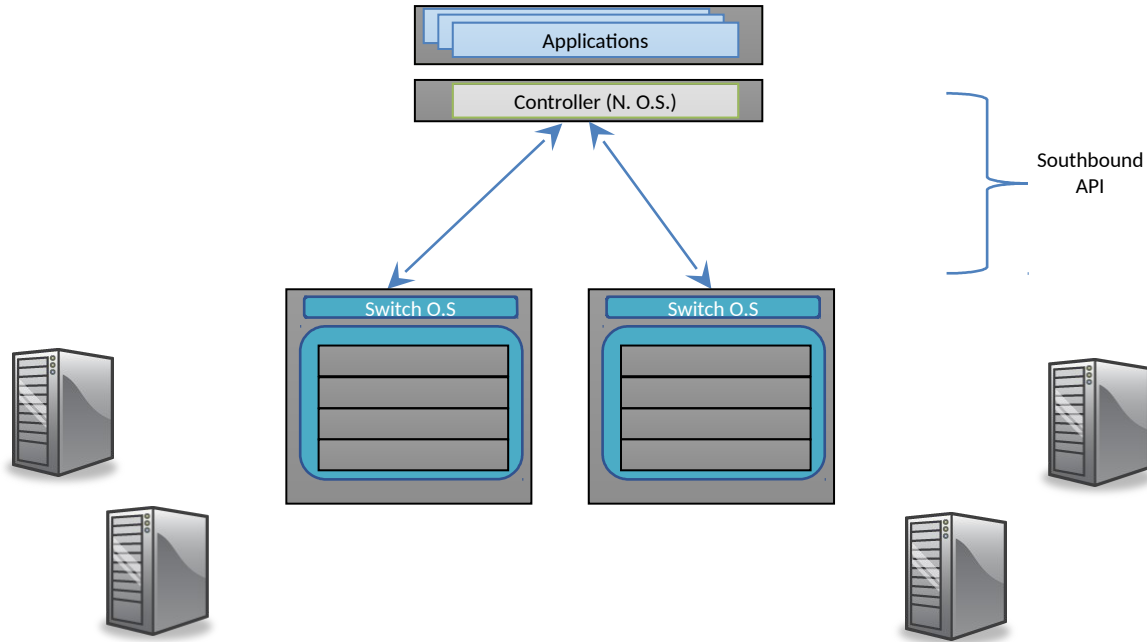 Applications
Controller (N. O.S.)
Southbound
API
Switch O.S
Switch O.S